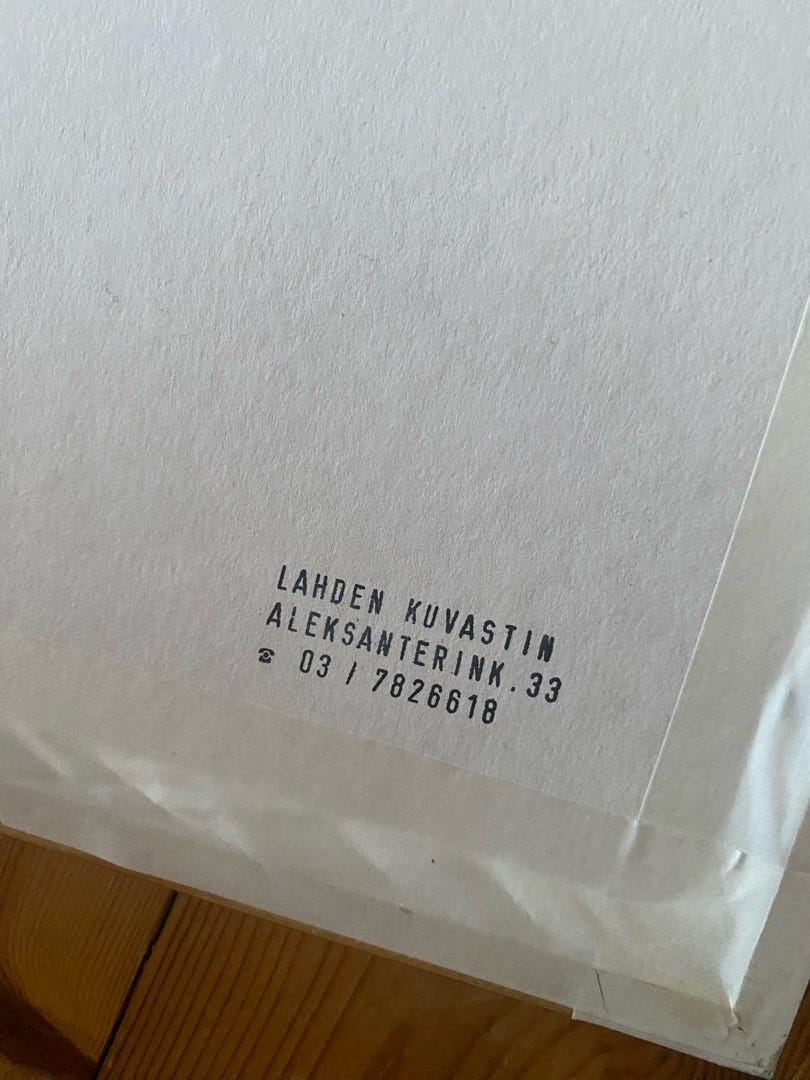 LAHDEN KUVASTIN
ALEKSANTERINK.33
☎ 03 / 7826618